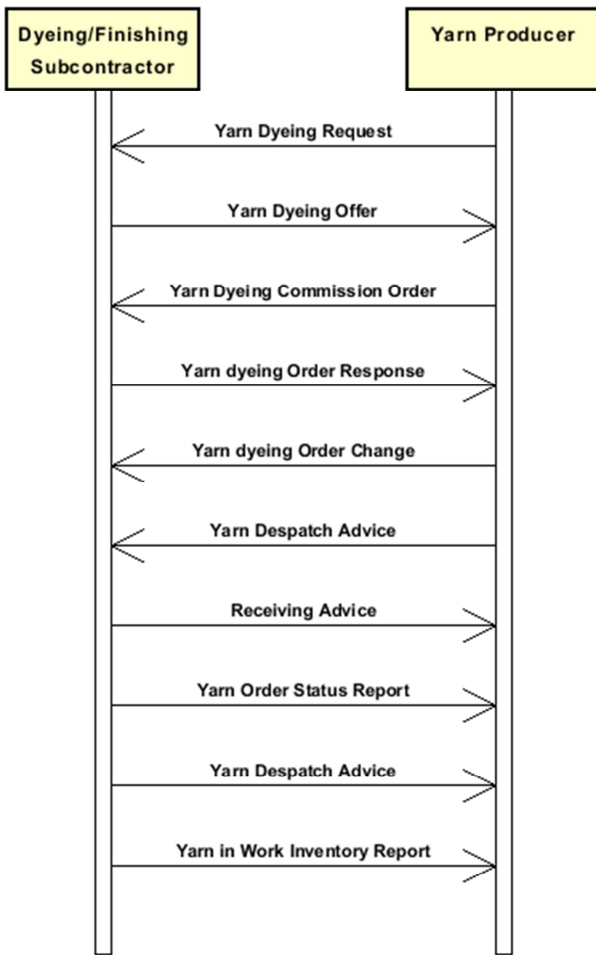 Dyeing/Finishing
Subcontractor
Yarn Producer
Yarn Dyeing Request
Yarn Dyeing Offer
Yarn Dyeing Commission Order
Yarn dyeing Order Response
Yarn dyeing Order Change
Yarn Despatch Advice
Receiving Advice
Yarn Order Status Report
Yarn Despatch Advice
Yarn in Work Inventory Report